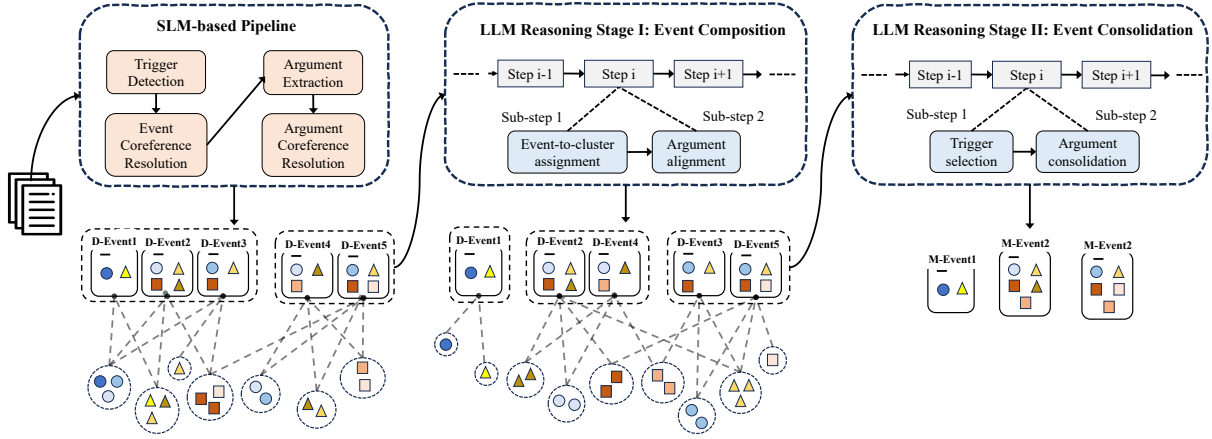 SLM-based Pipeline
Trigger
Detection
Argument
Extraction
Event
Coreference
Resolution
Argument
Coreference
Resolution
D-Event1
D-Event2
D-Event3
D-Event4
D-Event5
LLM Reasoning Stage I: Event Composition
Step i-1
Step i
Step i+1
Sub-step 1
Sub-step 2
Event-to-cluster
assignment
Argument
alignment
D-Event1
D-Event2
D-Event4
D-Event3
D-Event5
LLM Reasoning Stage II: Event Consolidation
Step i-1
Step i
Step i+1
Sub-step 1
Sub-step 2
Trigger
selection
Argument
consolidation
M-Event1
M-Event2
M-Event2